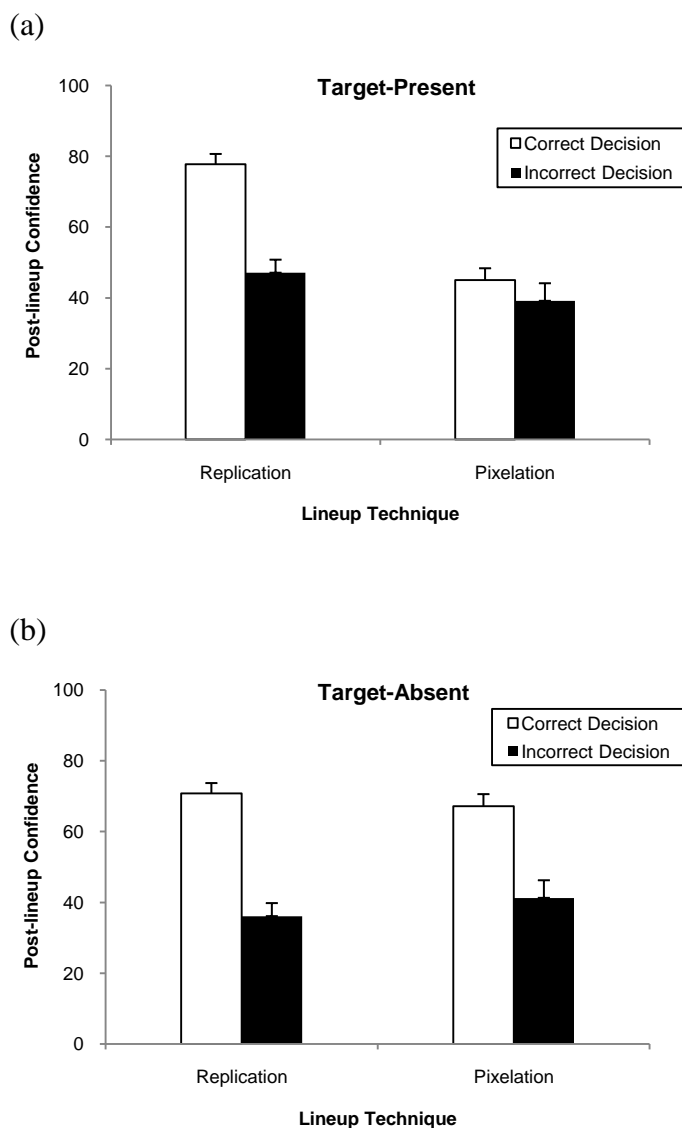 (a)
Target-Present
100
80
60
40
20
0
Post-lineup Confidence
Correct Decision
Incorrect Decision
Replication
Pixelation
Lineup Technique
(b)
Target-Absent
100
80
60
40
20
0
Post-lineup Confidence
Correct Decision
Incorrect Decision
Replication
Pixelation
Lineup Technique